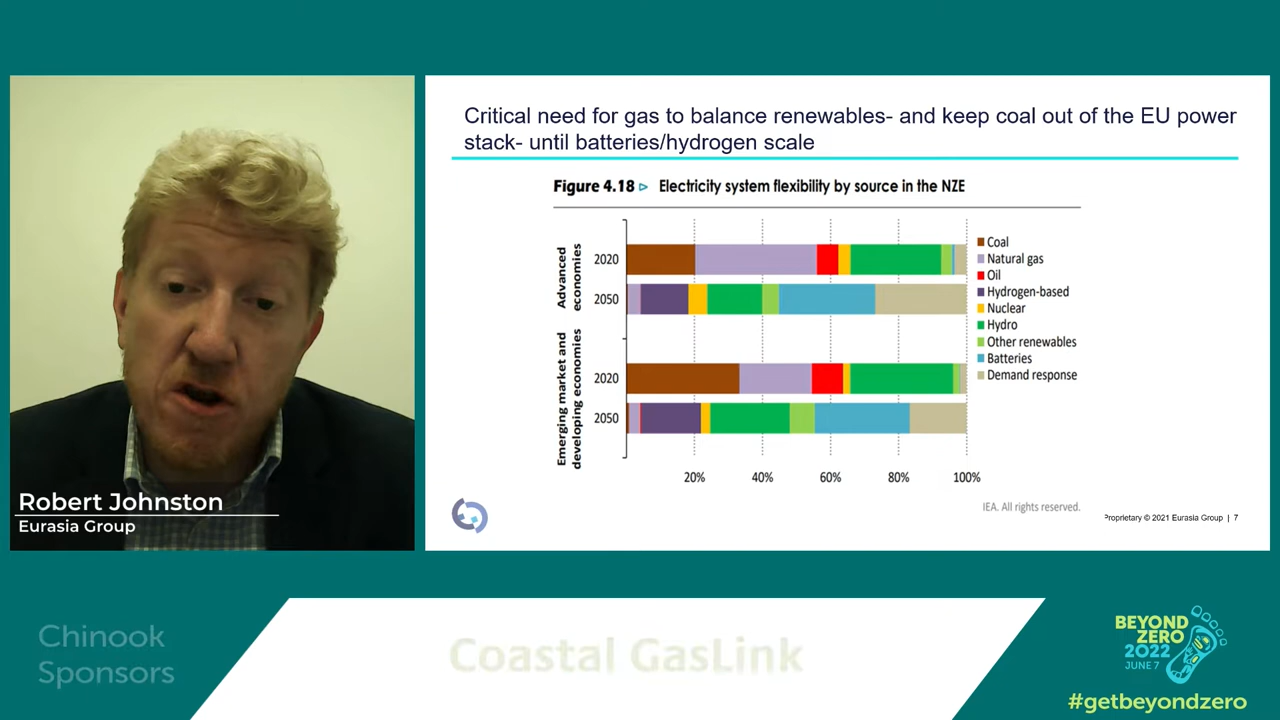 Critical need for gas to balance renewables- and keep coal out of the EU power
stack- until batteries/hydrogen scale
Figure 4.18 ▷ Electricity system flexibility by source in the NZE
Advanced
economies
2020
2050
Emerging market and
developing economies
2020
2050
20%
40%
60%
80%
100%
Coal
Natural gas
Oil
Hydrogen-based
Nuclear
Hydro
Other renewables
Batteries
Demand response
IEA. All rights reserved.
Proprietary © 2021 Eurasia Group | 7
Robert Johnston
Eurasia Group
Chinook
Sponsors
Coastal GasLink
BEYOND
ZERO
2022
JUNE 7
#getbeyondzero